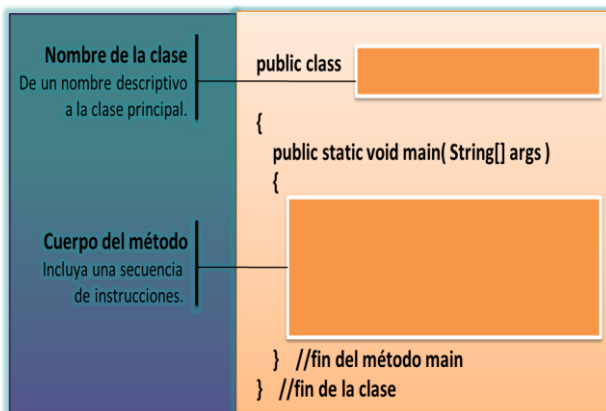 Nombre de la clase
De un nombre descriptivo
a la clase principal.
public class
{
public static void main( String[] args )
{
Cuerpo del método
Incluya una secuencia
de instrucciones.
} //fin del método main
} //fin de la clase